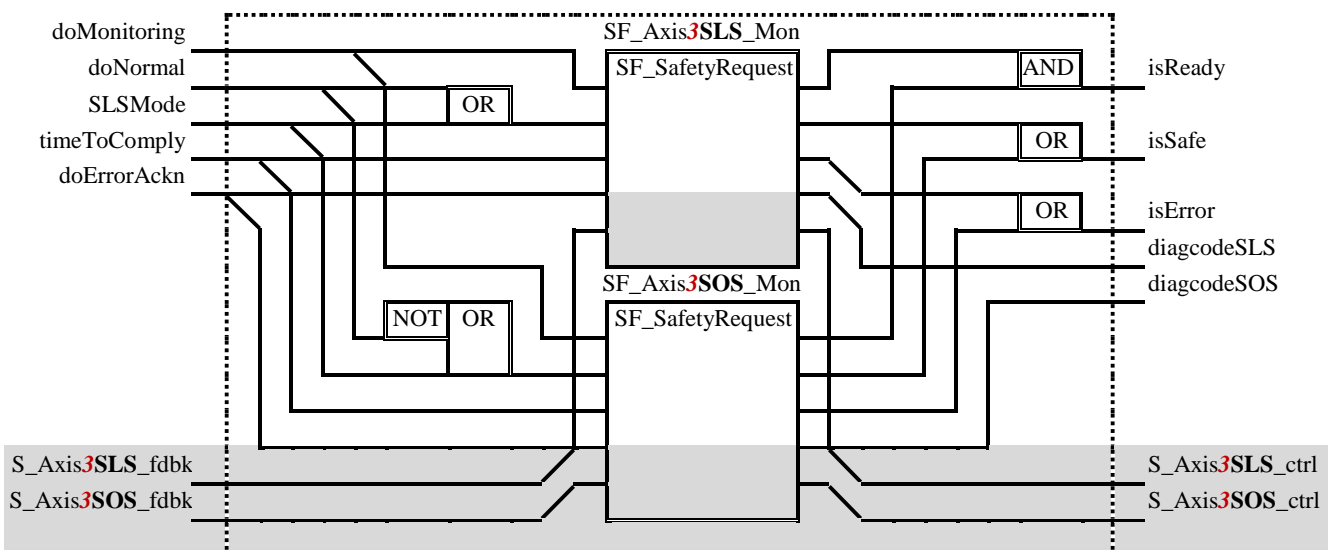 doMonitoring
doNormal
SLSMode
timeToComply
doErrorAckn
SF_Axis3SLS_Mon
SF_SafetyRequest
OR
AND
isReady
OR
isSafe
OR
isError
diagcodeSLS
diagcodeSOS
SF_Axis3SOS_Mon
SF_SafetyRequest
NOT
OR
S_Axis3SLS_fdbk
S_Axis3SOS_fdbk
S_Axis3SLS_ctrl
S_Axis3SOS_ctrl